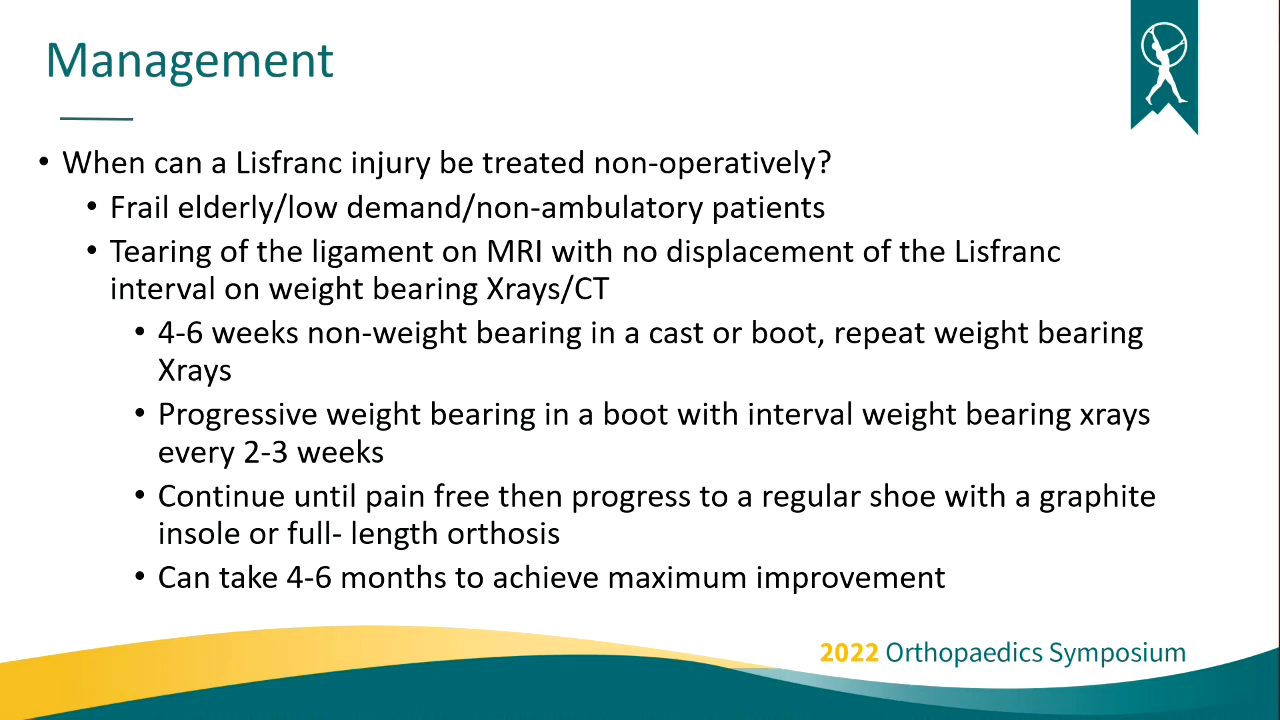 Management
• When can a Lisfranc injury be treated non-operatively?
• Frail elderly/low demand/non-ambulatory patients
• Tearing of the ligament on MRI with no displacement of the Lisfranc
interval on weight bearing Xrays/CT
• 4-6 weeks non-weight bearing in a cast or boot, repeat weight bearing
Xrays
• Progressive weight bearing in a boot with interval weight bearing xrays
every 2-3 weeks
• Continue until pain free then progress to a regular shoe with a graphite
insole or full- length orthosis
• Can take 4-6 months to achieve maximum improvement
2022 Orthopaedics Symposium